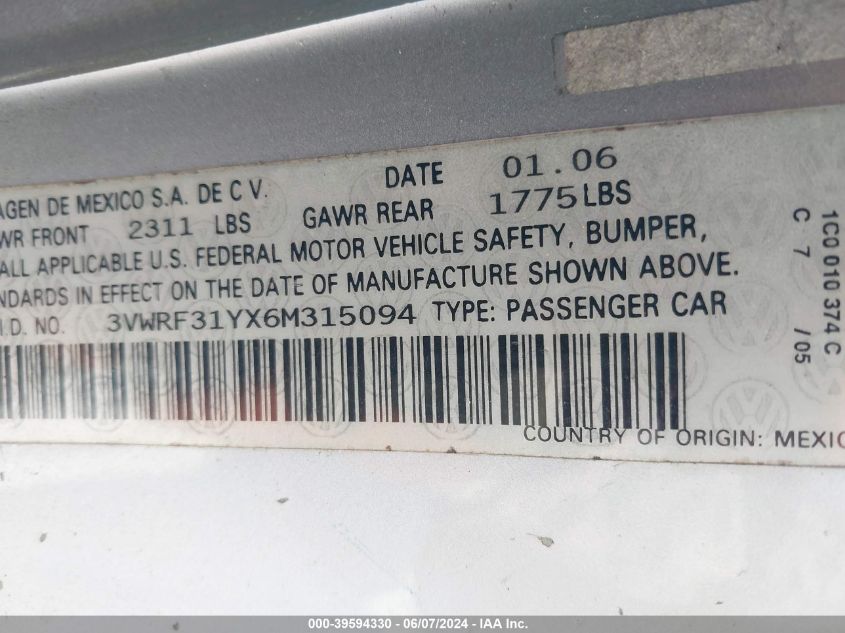 AGEN DE MEXICO S.A. DE C V. DATE 01.06
WR FRONT 2311 LBS GAWR REAR 1775 LBS
ALL APPLICABLE U.S. FEDERAL MOTOR VEHICLE SAFETY, BUMPER,
NDARDS IN EFFECT ON THE DATE OF MANUFACTURE SHOWN ABOVE.
I.D. NO. 3VWRF31YX6M315094 TYPE: PASSENGER CAR
COUNTRY OF ORIGIN: MEXIC
1C0 010 374 C
C 7 /05
000-39594330 - 06/07/2024 - IAA Inc.